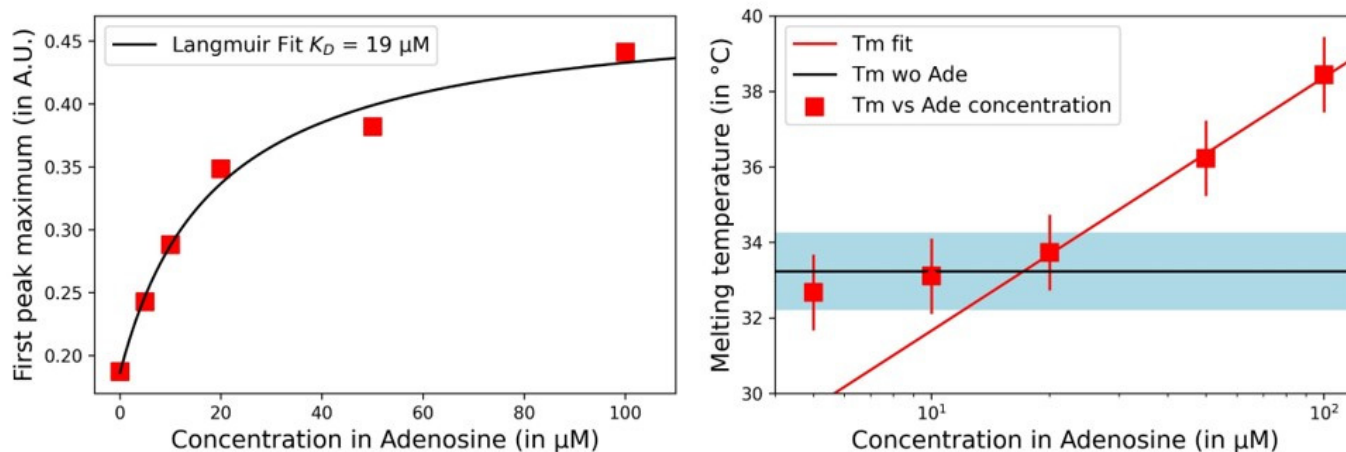 First peak maximum (in A.U.)
0.45
0.40
0.35
0.30
0.25
0.20
Langmuir Fit K_D = 19 μM
0
20
40
60
80
100
Concentration in Adenosine (in μM)
Melting temperature (in °C)
40
38
36
34
32
30
Tm fit
Tm wo Ade
Tm vs Ade concentration
10¹
10²
Concentration in Adenosine (in μM)